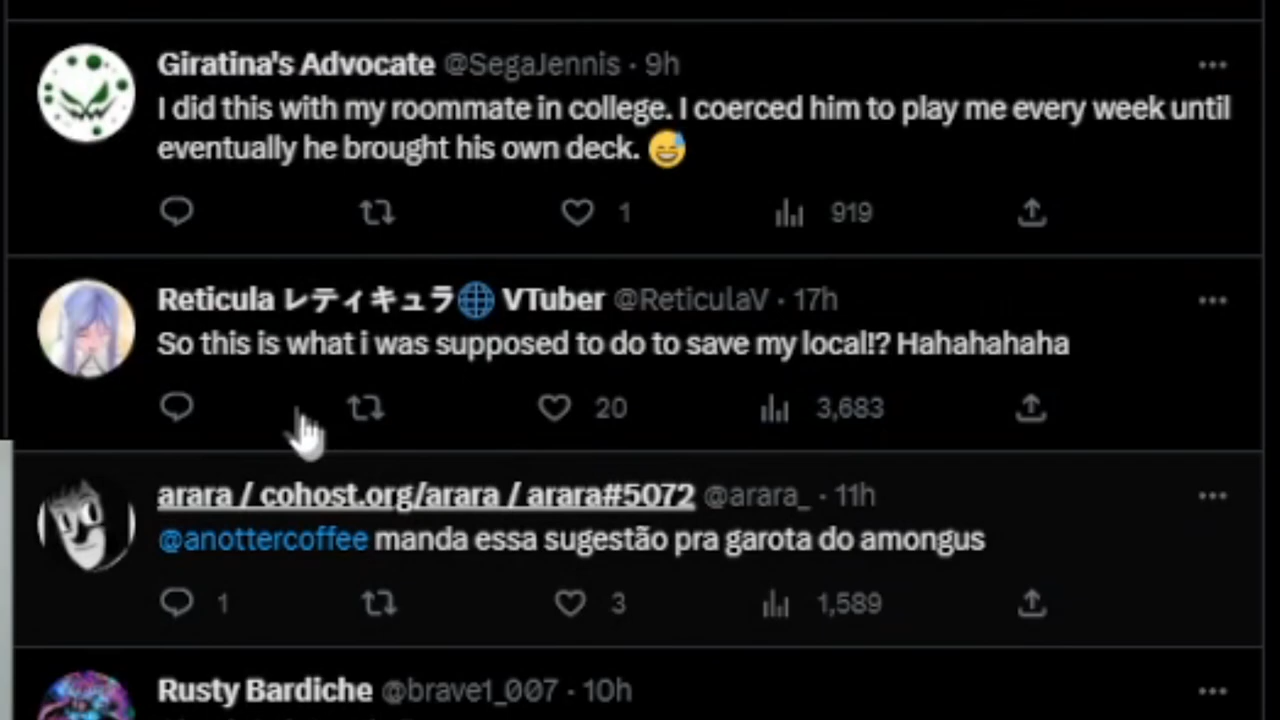 Giratina's Advocate @SegaJennis · 9h
I did this with my roommate in college. I coerced him to play me every week until
eventually he brought his own deck. 😅
1 919
Reticula レティキュラ🌐 VTuber @ReticulaV · 17h
So this is what i was supposed to do to save my local!? Hahahahaha
20 3,683
arara / cohost.org/arara / arara#5072 @arara_ · 11h
@anottercoffee manda essa sugestão pra garota do amongus
1 3 1,589
Rusty Bardiche @brave1_007 · 10h